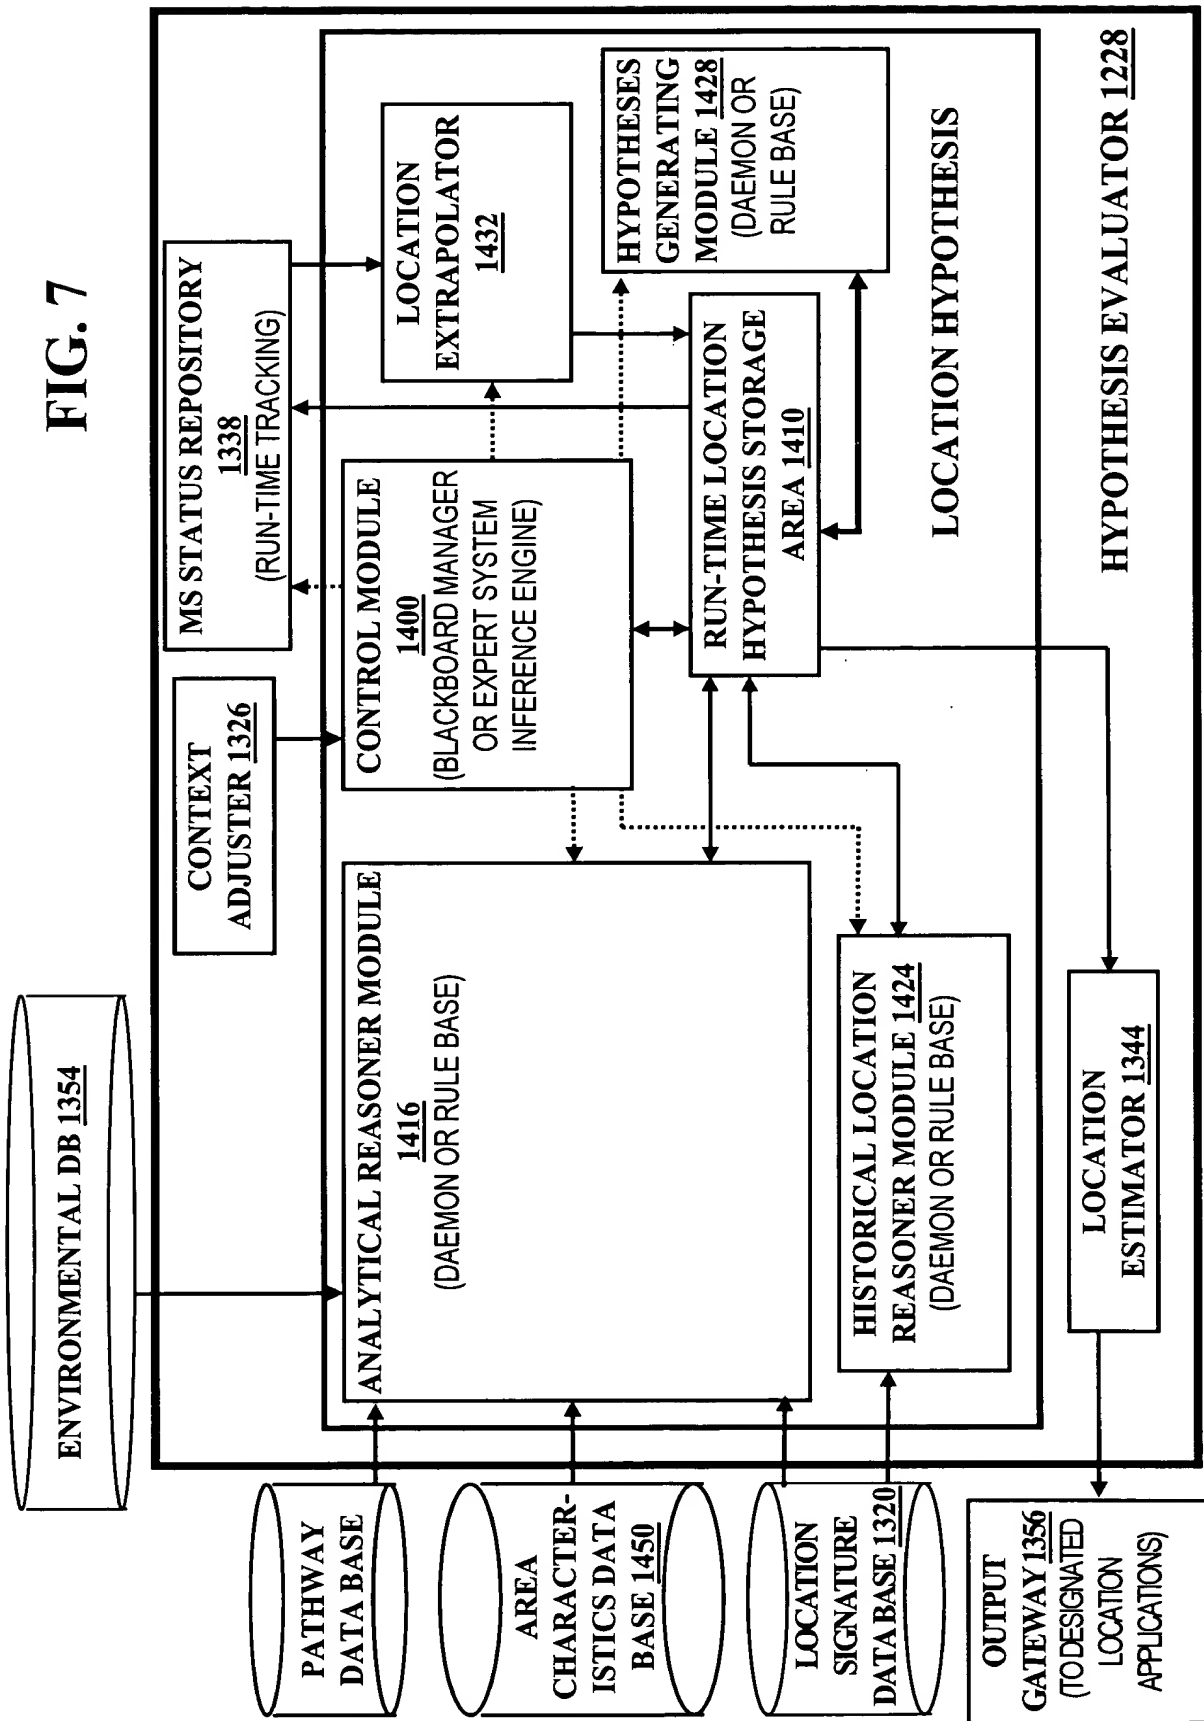 FIG. 7
ENVIRONMENTAL DB 1354
CONTEXT
ADJUSTER 1326
MS STATUS REPOSITORY
1338
(RUN-TIME TRACKING)
PATHWAY
DATA BASE
AREA
CHARACTER-
ISTICS DATA
BASE 1450
LOCATION
SIGNATURE
DATA BASE 1320
OUTPUT
GATEWAY 1356
(TO DESIGNATED
LOCATION
APPLICATIONS)
ANALYTICAL REASONER MODULE
1416
(DAEMON OR RULE BASE)
CONTROL MODULE
1400
(BLACKBOARD MANAGER
OR EXPERT SYSTEM
INFERENCE ENGINE)
LOCATION
EXTRAPOLATOR
1432
HYPOTHESES
GENERATING
MODULE 1428
(DAEMON OR
RULE BASE)
RUN-TIME LOCATION
HYPOTHESIS STORAGE
AREA 1410
HISTORICAL LOCATION
REASONER MODULE 1424
(DAEMON OR RULE BASE)
LOCATION HYPOTHESIS
LOCATION
ESTIMATOR 1344
HYPOTHESIS EVALUATOR 1228